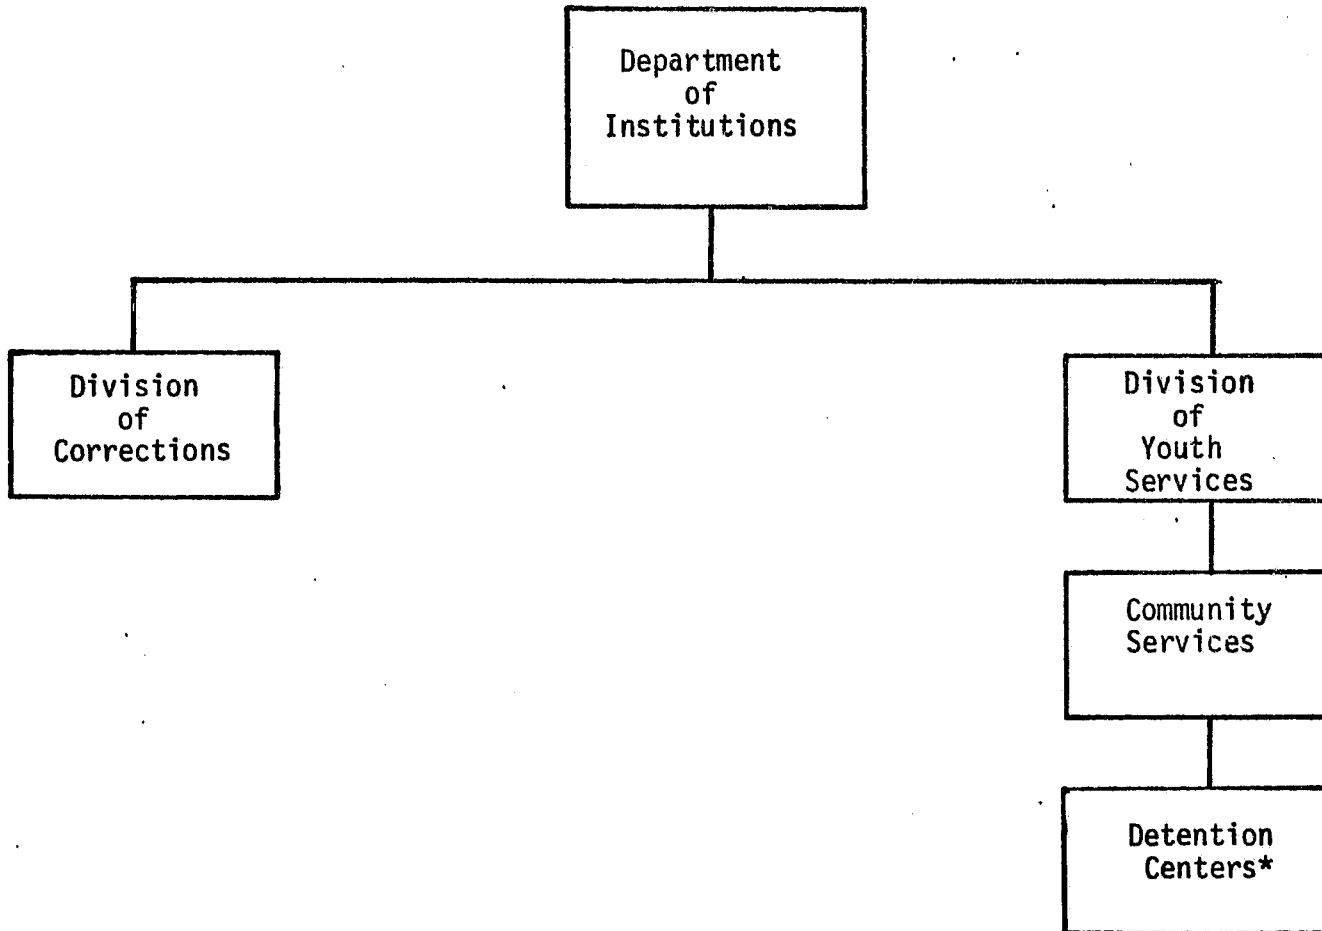 Department
of
Institutions
Division
of
Corrections
Division
of
Youth
Services
Community
Services
Detention
Centers*